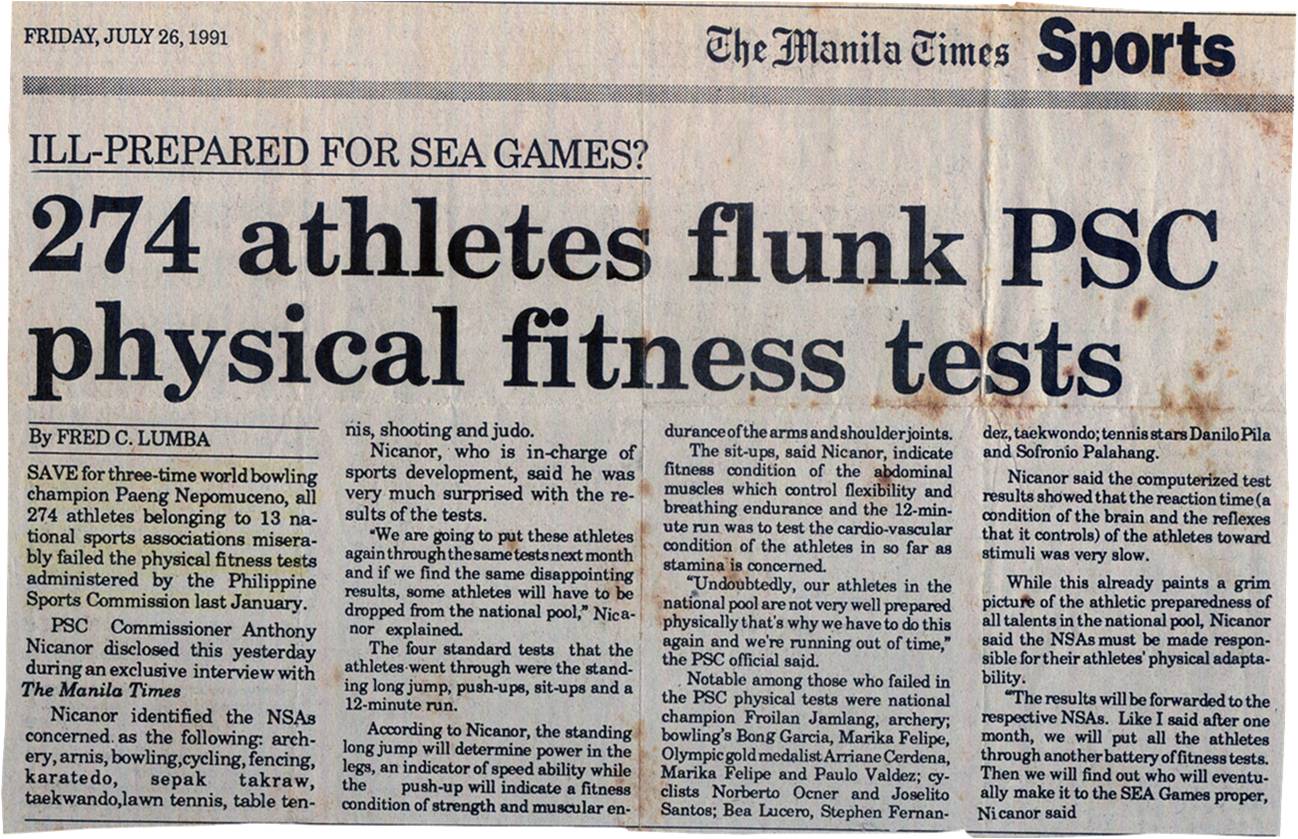 FRIDAY, JULY 26, 1991
The Manila Times Sports
ILL-PREPARED FOR SEA GAMES?
274 athletes flunk PSC
physical fitness tests
By FRED C. LUMBA
SAVE for three-time world bowling
champion Paeng Nepomuceno, all
274 athletes belonging to 13 na-
tional sports associations misera-
bly failed the physical fitness tests
administered by the Philippine
Sports Commission last January.
PSC Commissioner Anthony
Nicanor disclosed this yesterday
during an exclusive interview with
The Manila Times
Nicanor identified the NSAs
concerned as the following: arch-
ery, arnis, bowling,cycling, fencing,
karatedo, sepak takraw,
taekwando,lawn tennis, table ten-
nis, shooting and judo.
Nicanor, who is in-charge of
sports development, said he was
very much surprised with the re-
sults of the tests.
"We are going to put these athletes
again through the same tests next month
and if we find the same disappointing
results, some athletes will have to be
dropped from the national pool," Nica-
nor explained.
The four standard tests that the
athletes went through were the stand-
ing long jump, push-ups, sit-ups and a
12-minute run.
According to Nicanor, the standing
long jump will determine power in the
legs, an indicator of speed ability while
the push-up will indicate a fitness
condition of strength and muscular en-
durance of the arms and shoulder joints.
The sit-ups, said Nicanor, indicate
fitness condition of the abdominal
muscles which control flexibility and
breathing endurance and the 12-min-
ute run was to test the cardio-vascular
condition of the athletes in so far as
stamina is concerned.
"Undoubtedly, our athletes in the
national pool are not very well prepared
physically that's why we have to do this
again and we're running out of time,"
the PSC official said.
Notable among those who failed in
the PSC physical tests were national
champion Froilan Jamlang, archery;
bowling's Bong Garcia, Marika Felipe,
Olympic gold medalist Arriane Cerdena,
Marika Felipe and Paulo Valdez; cy-
clists Norberto Ocner and Joselito
Santos; Bea Lucero, Stephen Fernan-
dez, taekwondo; tennis stars Danilo Pila
and Sofronio Palahang.
Nicanor said the computerized test
results showed that the reaction time (a
condition of the brain and the reflexes
that it controls) of the athletes toward
stimuli was very slow.
While this already paints a grim
picture of the athletic preparedness of
all talents in the national pool, Nicanor
said the NSAs must be made respon-
sible for their athletes' physical adapta-
bility.
"The results will be forwarded to the
respective NSAs. Like I said after one
month, we will put all the athletes
through another battery of fitness tests.
Then we will find out who will eventu-
ally make it to the SEA Games proper,
Nicanor said